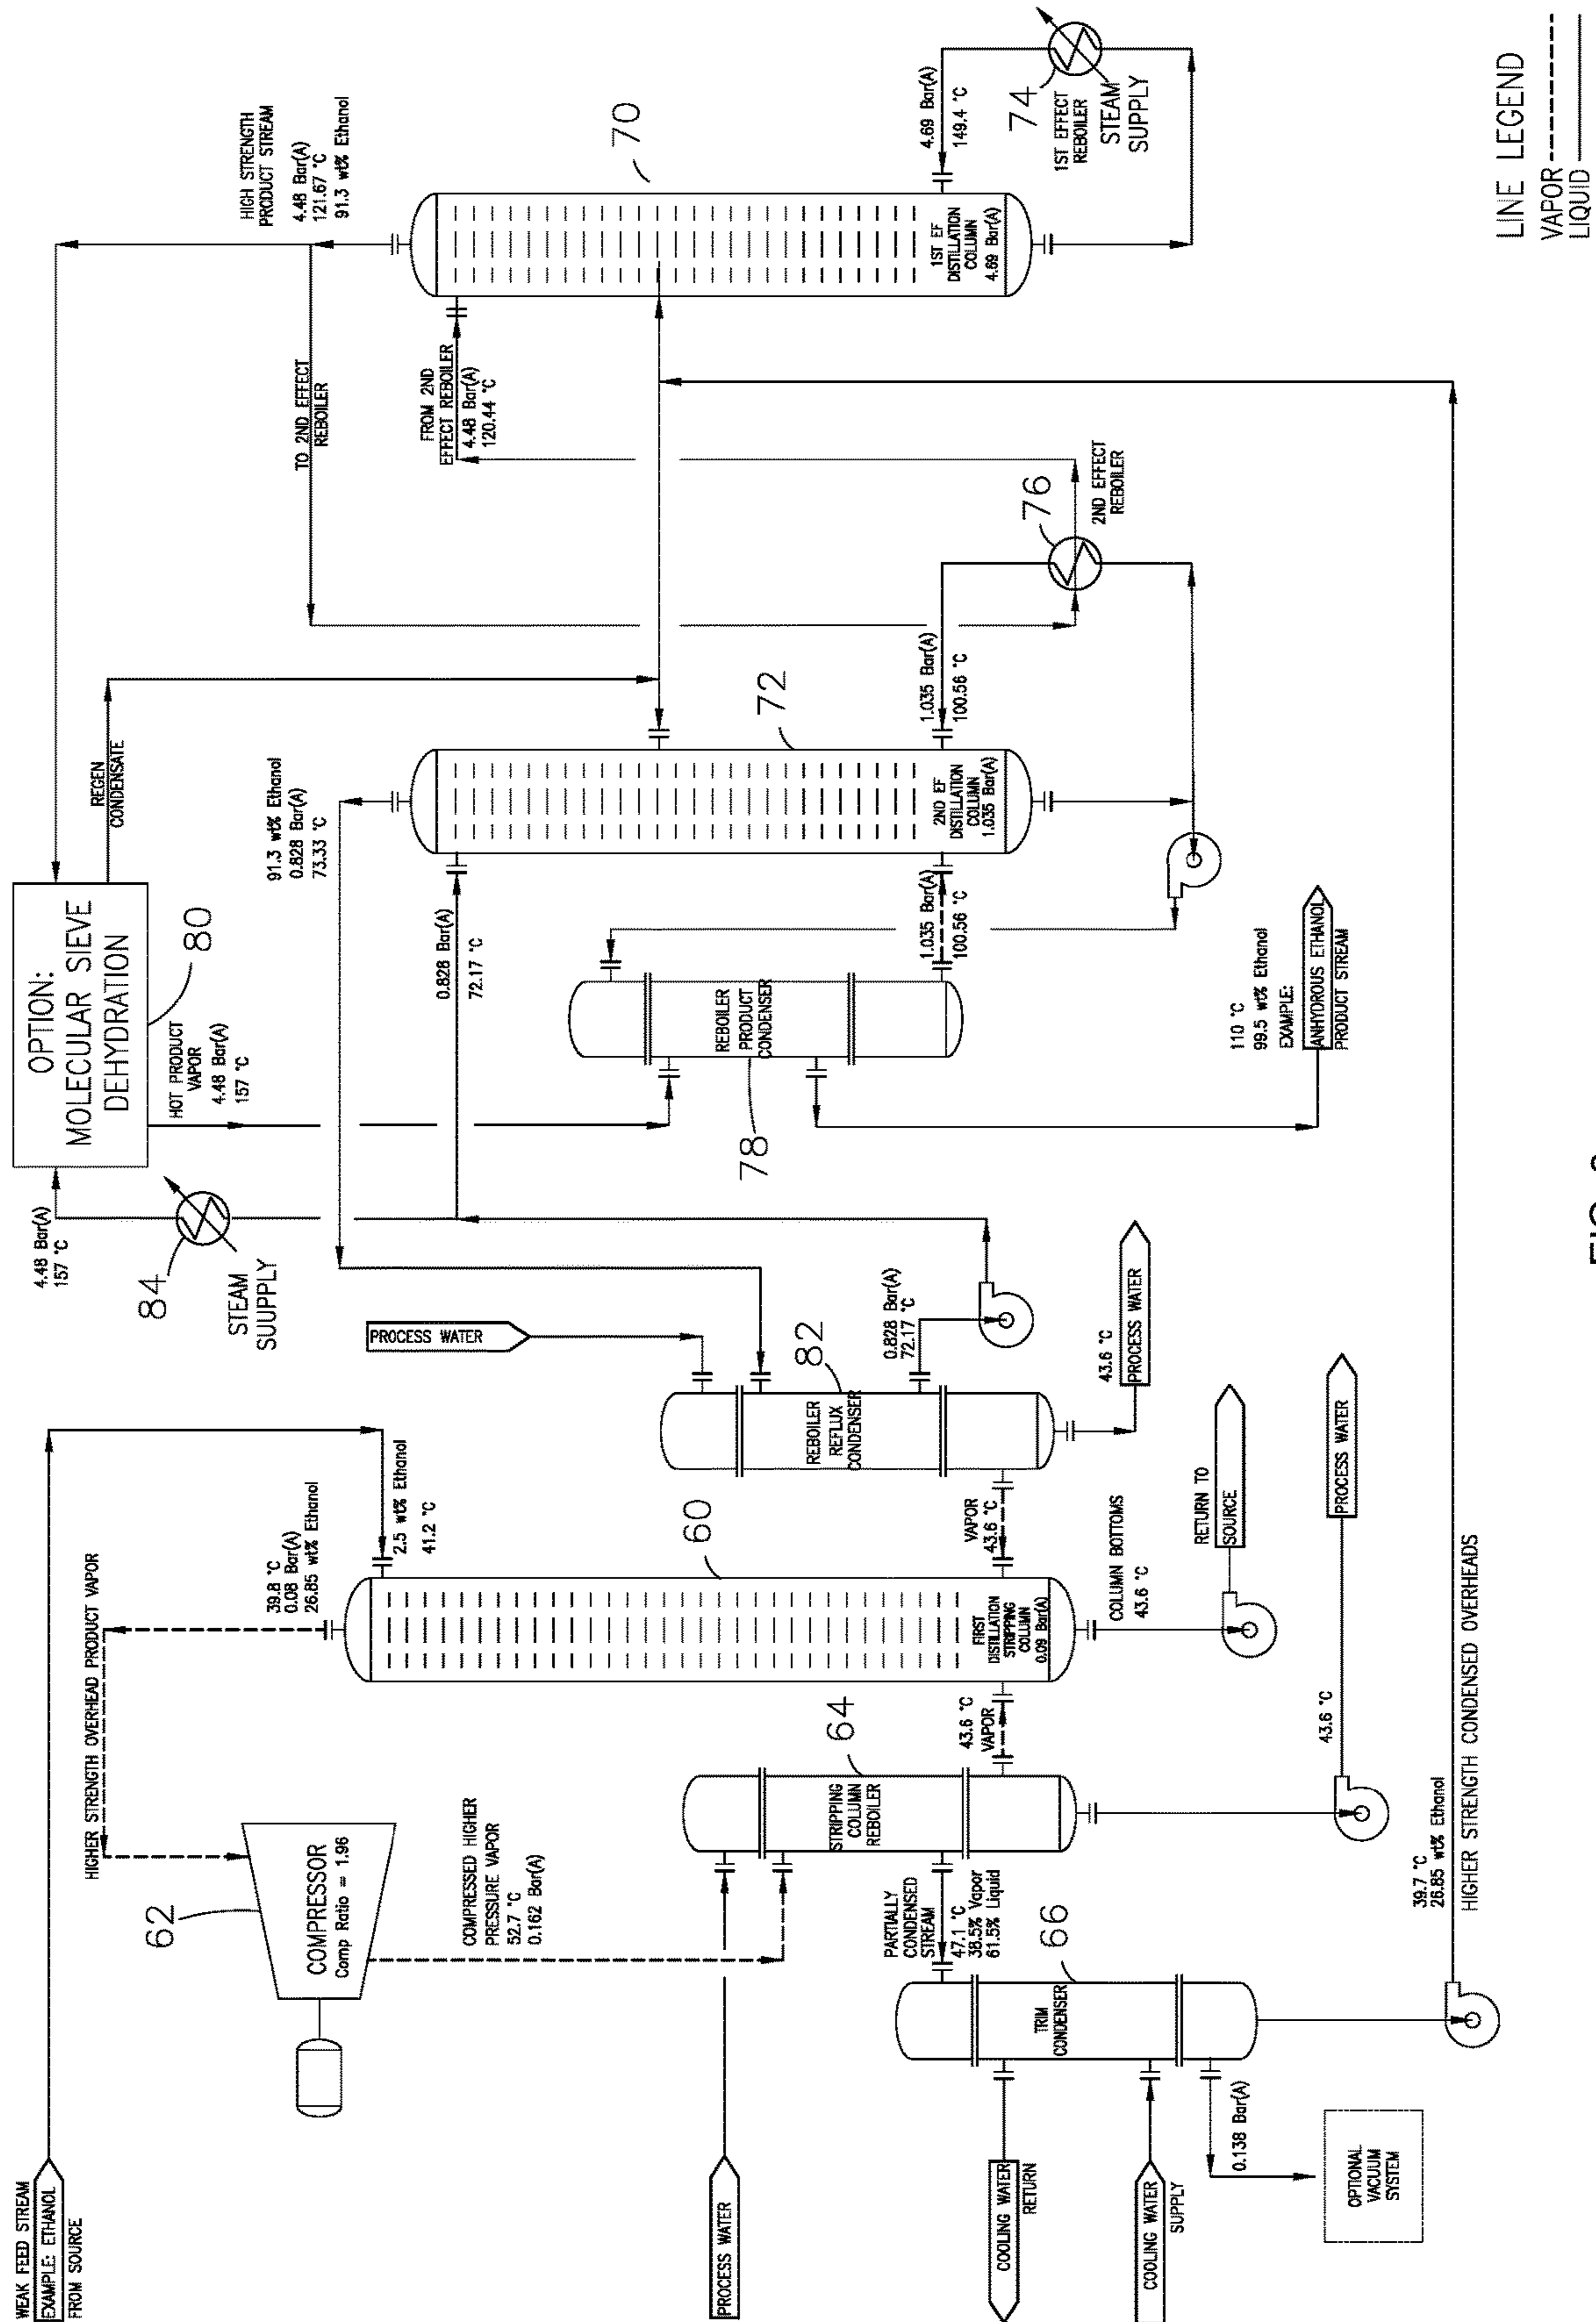 WEAK FEED STREAM
EXAMPLE: ETHANOL
FROM SOURCE
HIGHER STRENGTH OVERHEAD PRODUCT VAPOR
62
COMPRESSOR
Comp Ratio = 1.96
COMPRESSED HIGHER
PRESSURE VAPOR
52.7 °C
0.162 Bar(A)
39.8 °C
0.08 Bar(A)
26.85 wt% Ethanol
2.5 wt% Ethanol
41.2 °C
60
FIRST
DISTILLATION
STRIPPING
COLUMN
0.09 Bar(A)
VAPOR
43.6 °C
COLUMN BOTTOMS
43.6 °C
RETURN TO
SOURCE
64
STRIPPING
COLUMN
REBOILER
43.6 °C
VAPOR
PROCESS WATER
43.6 °C
PROCESS WATER
PARTIALLY
CONDENSED
STREAM
47.1 °C
38.5% Vapor
61.5% Liquid
66
TRIM
CONDENSER
COOLING WATER
RETURN
COOLING WATER
SUPPLY
0.138 Bar(A)
OPTIONAL
VACUUM
SYSTEM
39.7 °C
26.85 wt% Ethanol
HIGHER STRENGTH CONDENSED OVERHEADS
PROCESS WATER
82
REBOILER
REFLUX
CONDENSER
0.828 Bar(A)
72.17 °C
43.6 °C
PROCESS WATER
4.48 Bar(A)
157 °C
84
STEAM
SUUPPLY
OPTION:
MOLECULAR SIEVE
DEHYDRATION
80
HOT PRODUCT
VAPOR
4.48 Bar(A)
157 °C
REGEN
CONDENSATE
91.3 wt% Ethanol
0.828 Bar(A)
73.33 °C
0.828 Bar(A)
72.17 °C
78
REBOILER
PRODUCT
CONDENSER
1.035 Bar(A)
100.56 °C
110 °C
99.5 wt% Ethanol
EXAMPLE:
ANHYDROUS ETHANOL
PRODUCT STREAM
72
2ND EF
DISTILLATION
COLUMN
1.035 Bar(A)
1.035 Bar(A)
100.56 °C
76
2ND EFFECT
REBOILER
TO 2ND EFFECT
REBOILER
FROM 2ND
EFFECT REBOILER
4.48 Bar(A)
120.44 °C
HIGH STRENGTH
PRODUCT STREAM
4.48 Bar(A)
121.67 °C
91.3 wt% Ethanol
70
1ST EF
DISTILLATION
COLUMN
4.69 Bar(A)
4.69 Bar(A)
149.4 °C
74
1ST EFFECT
REBOILER
STEAM
SUPPLY
LINE LEGEND
VAPOR
LIQUID